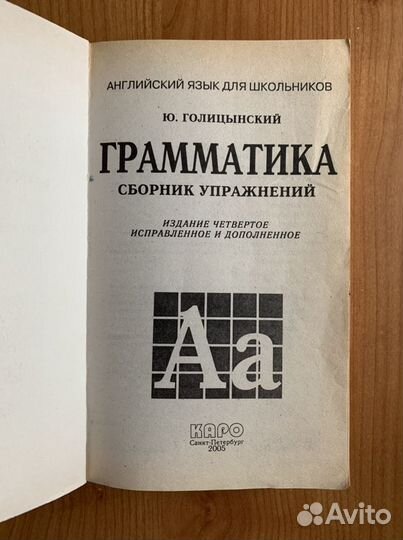 АНГЛИЙСКИЙ ЯЗЫК ДЛЯ ШКОЛЬНИКОВ
Ю. ГОЛИЦЫНСКИЙ
ГРАММАТИКА
СБОРНИК УПРАЖНЕНИЙ
ИЗДАНИЕ ЧЕТВЕРТОЕ
ИСПРАВЛЕННОЕ И ДОПОЛНЕННОЕ
Aa
КАРО
Санкт-Петербург
2005
Avito